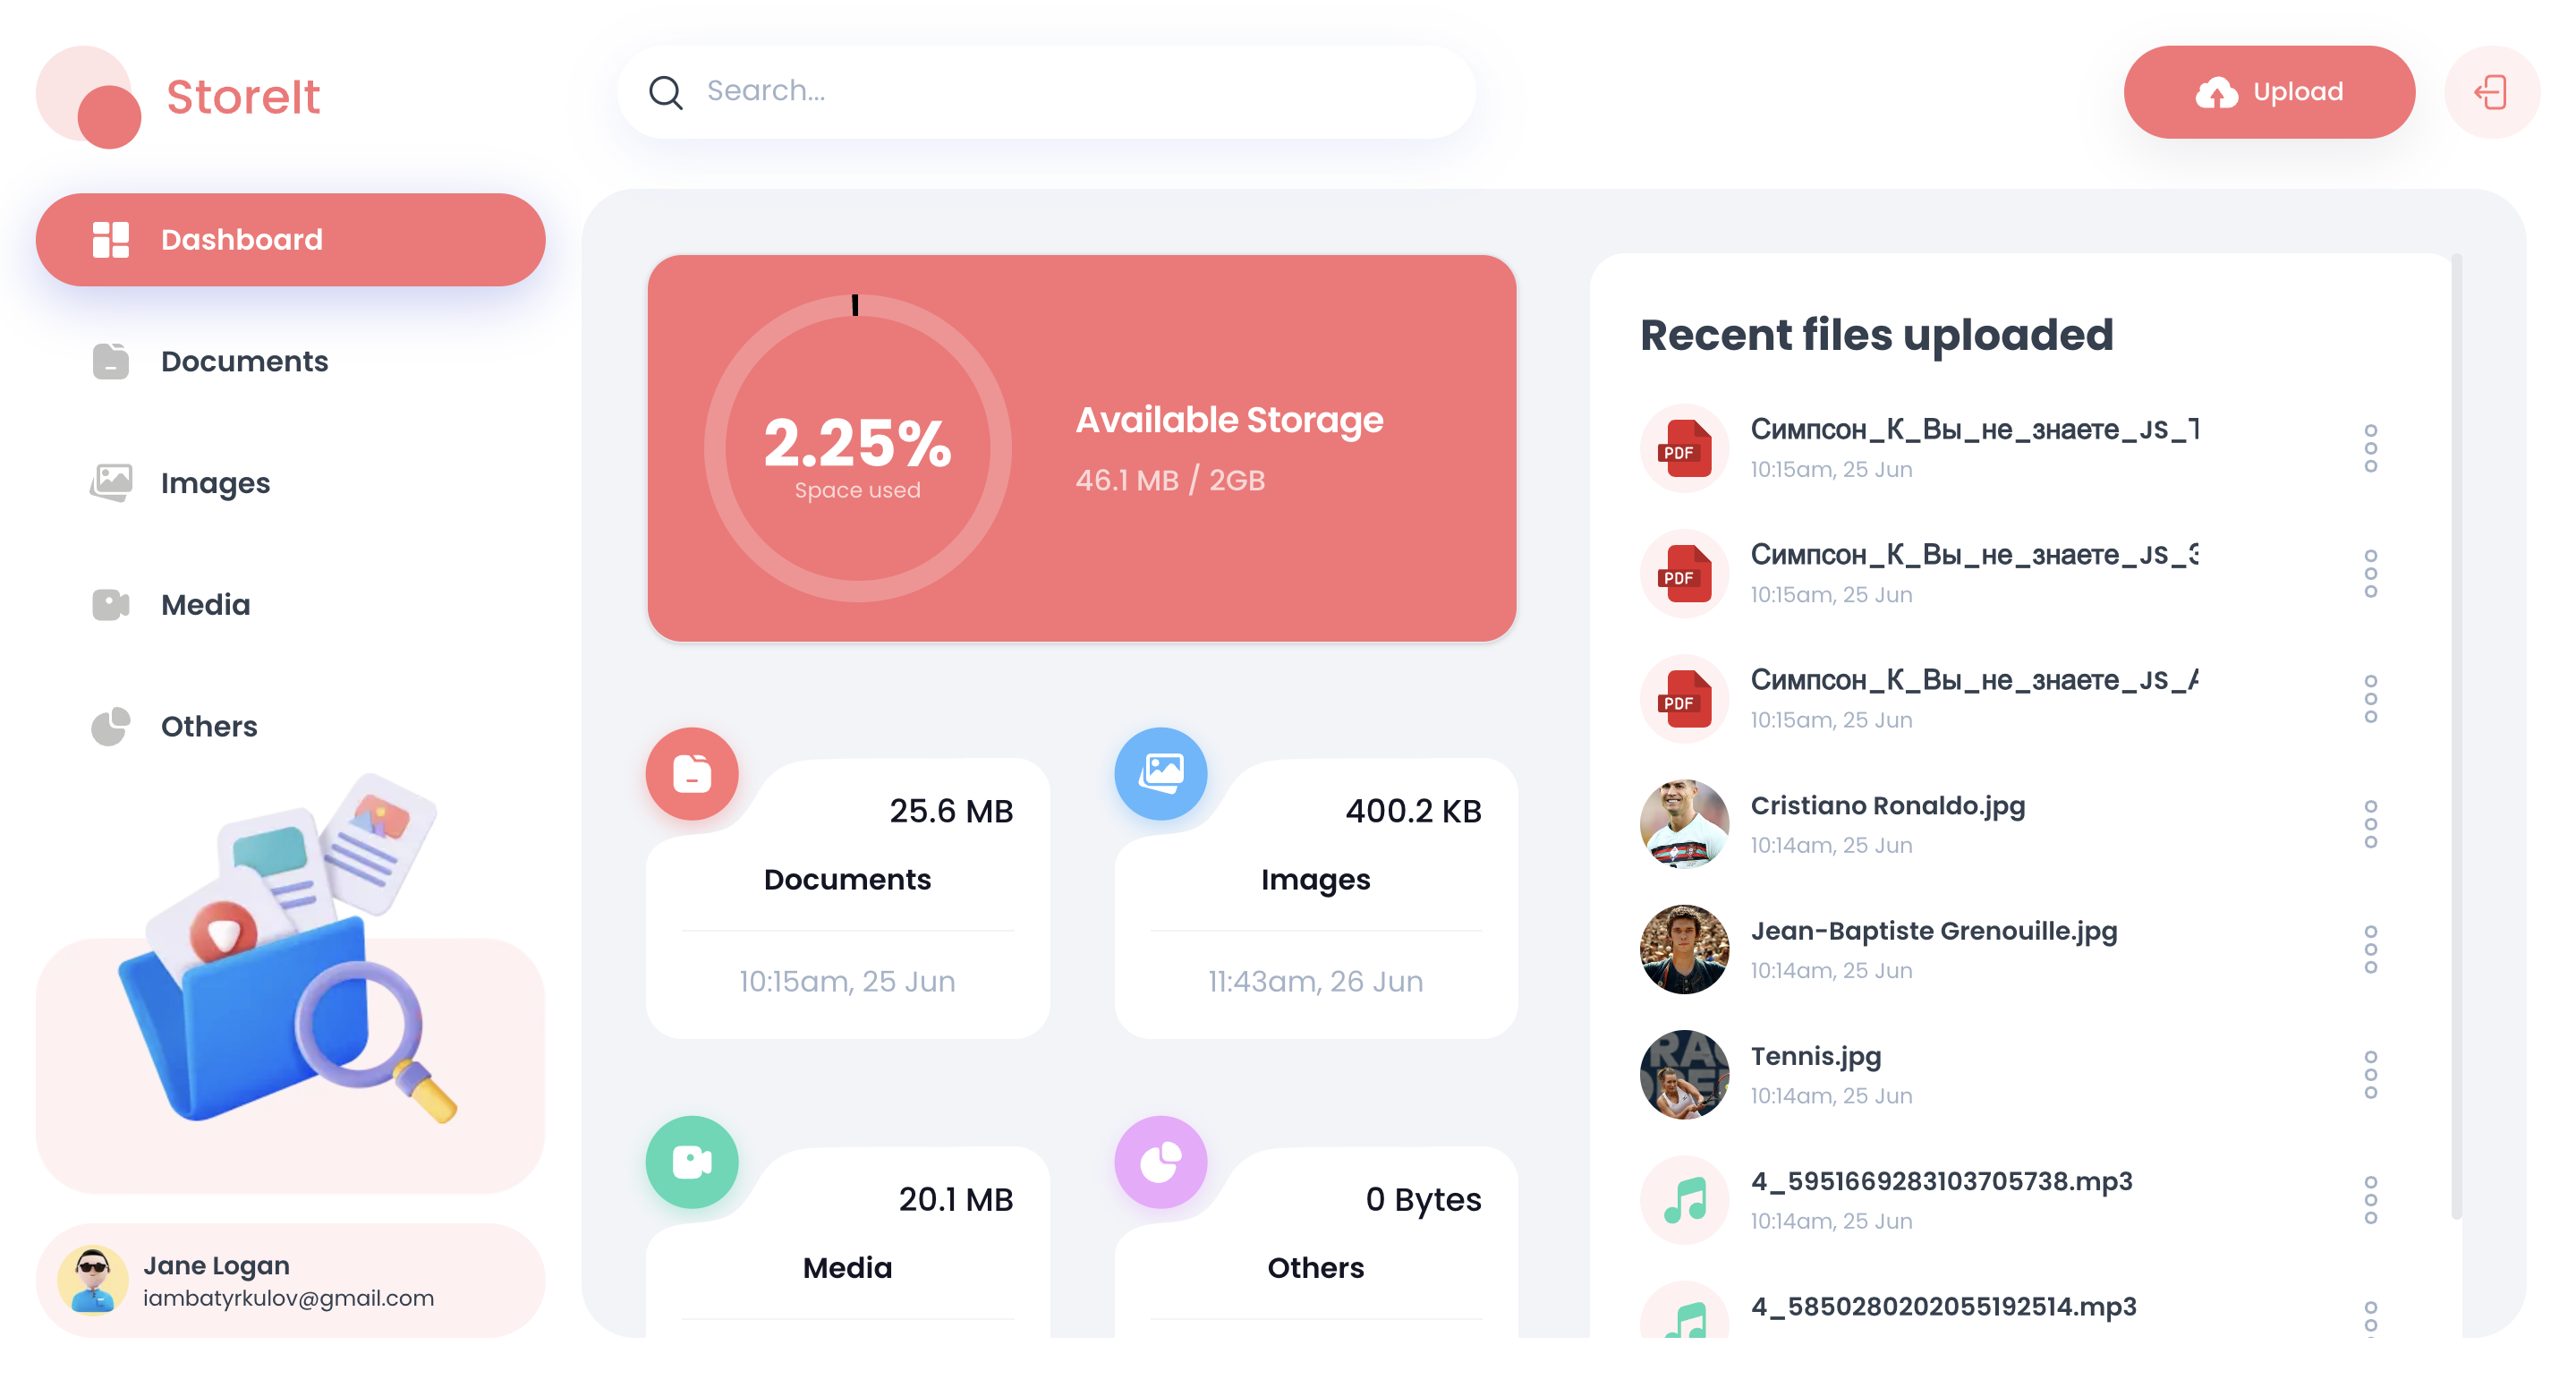 StoreIt
Search...
Upload
Dashboard
Documents
Images
Media
Others
Jane Logan
iambatyrkulov@gmail.com
2.25%
Space used
Available Storage
46.1 MB / 2GB
25.6 MB
Documents
10:15am, 25 Jun
400.2 KB
Images
11:43am, 26 Jun
20.1 MB
Media
0 Bytes
Others
Recent files uploaded
PDF
Симпсон_К_Вы_не_знаете_JS_
10:15am, 25 Jun
PDF
Симпсон_К_Вы_не_знаете_JS_
10:15am, 25 Jun
PDF
Симпсон_К_Вы_не_знаете_JS_
10:15am, 25 Jun
Cristiano Ronaldo.jpg
10:14am, 25 Jun
Jean-Baptiste Grenouille.jpg
10:14am, 25 Jun
Tennis.jpg
10:14am, 25 Jun
4_5951669283103705738.mp3
10:14am, 25 Jun
4_5850280202055192514.mp3